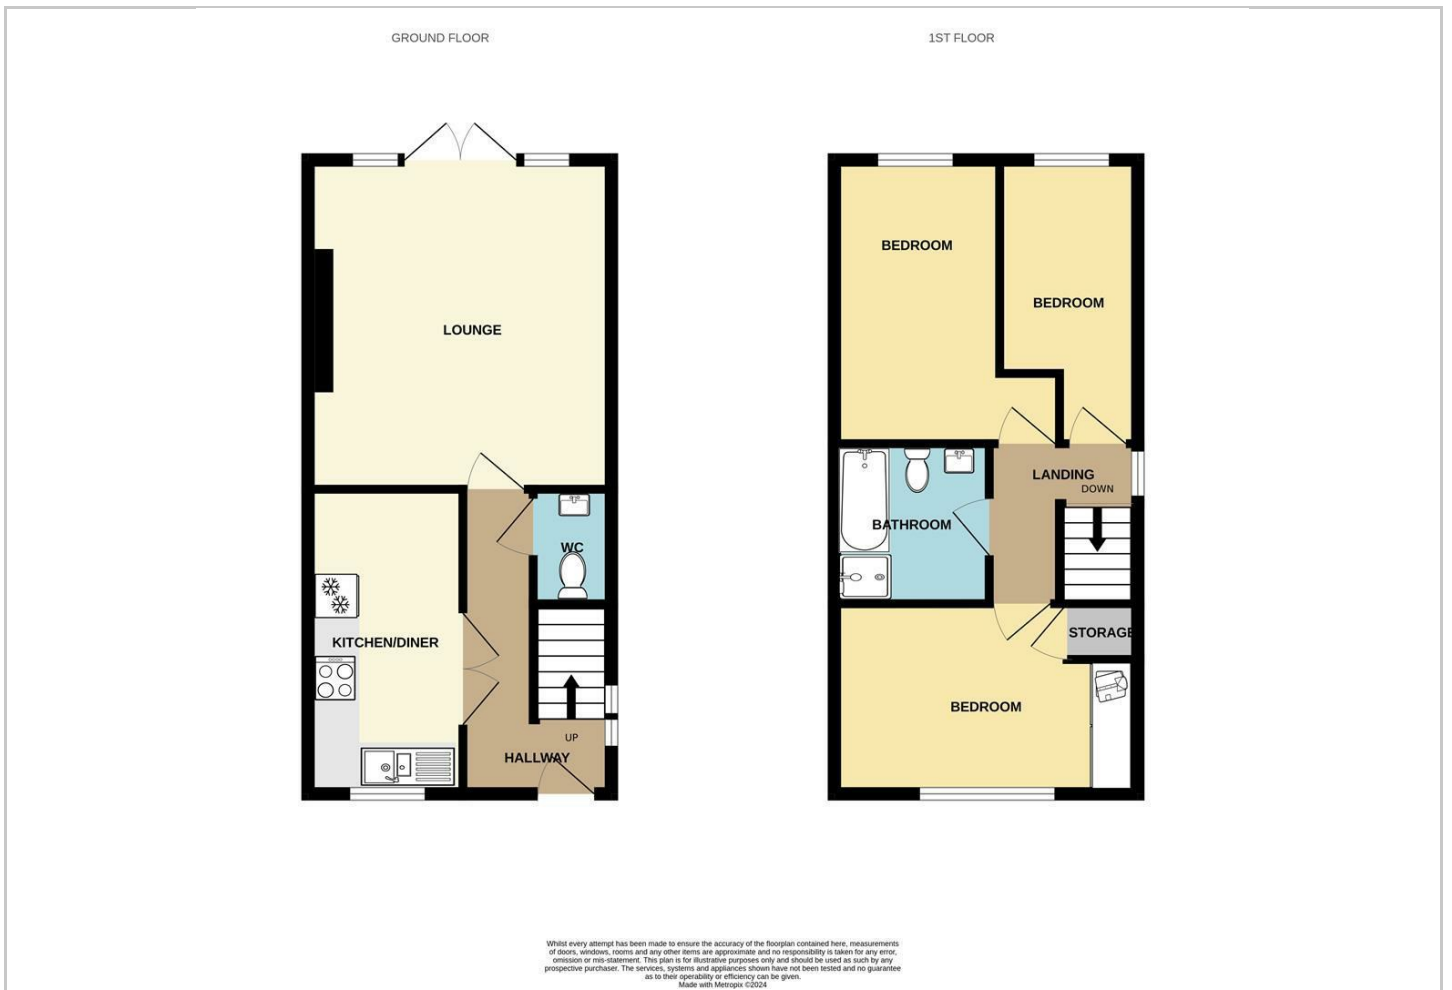 GROUND FLOOR
1ST FLOOR
LOUNGE
KITCHEN/DINER
WC
UP
HALLWAY
BEDROOM
BEDROOM
LANDING
DOWN
BATHROOM
STORAGE
BEDROOM
Whilst every attempt has been made to ensure the accuracy of the floorplan contained here, measurements
of doors, windows, rooms and any other items are approximate and no responsibility is taken for any error,
omission or mis-statement. This plan is for illustrative purposes only and should be used as such by any
prospective purchaser. The services, systems and appliances shown have not been tested and no guarantee
as to their operability or efficiency can be given.
Made with Metropix ©2024